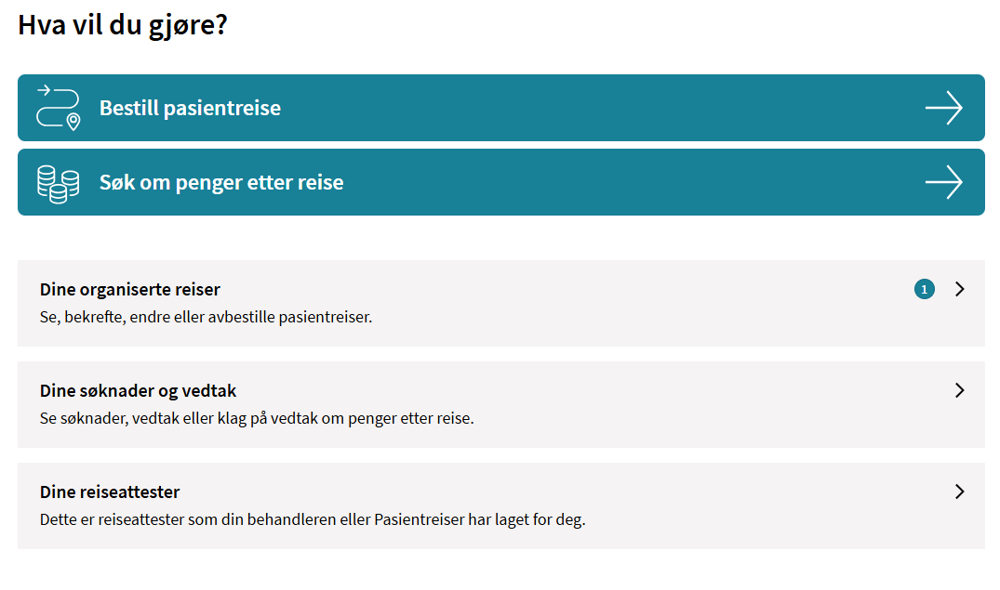 Hva vil du gjøre?
Bestill pasientreise
Søk om penger etter reise
Dine organiserte reiser
1
Se, bekrefte, endre eller avbestille pasientreiser.
Dine søknader og vedtak
Se søknader, vedtak eller klag på vedtak om penger etter reise.
Dine reiseattester
Dette er reiseattester som din behandleren eller Pasientreiser har laget for deg.